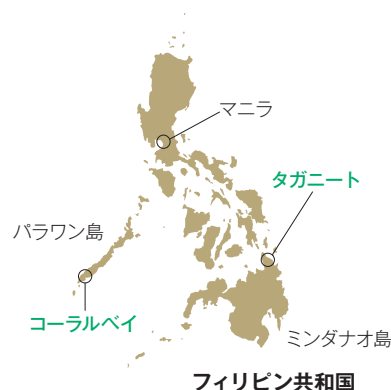 マニラ
タガニート
パラワン島
コーラルベイ
ミンダナオ島
フィリピン共和国